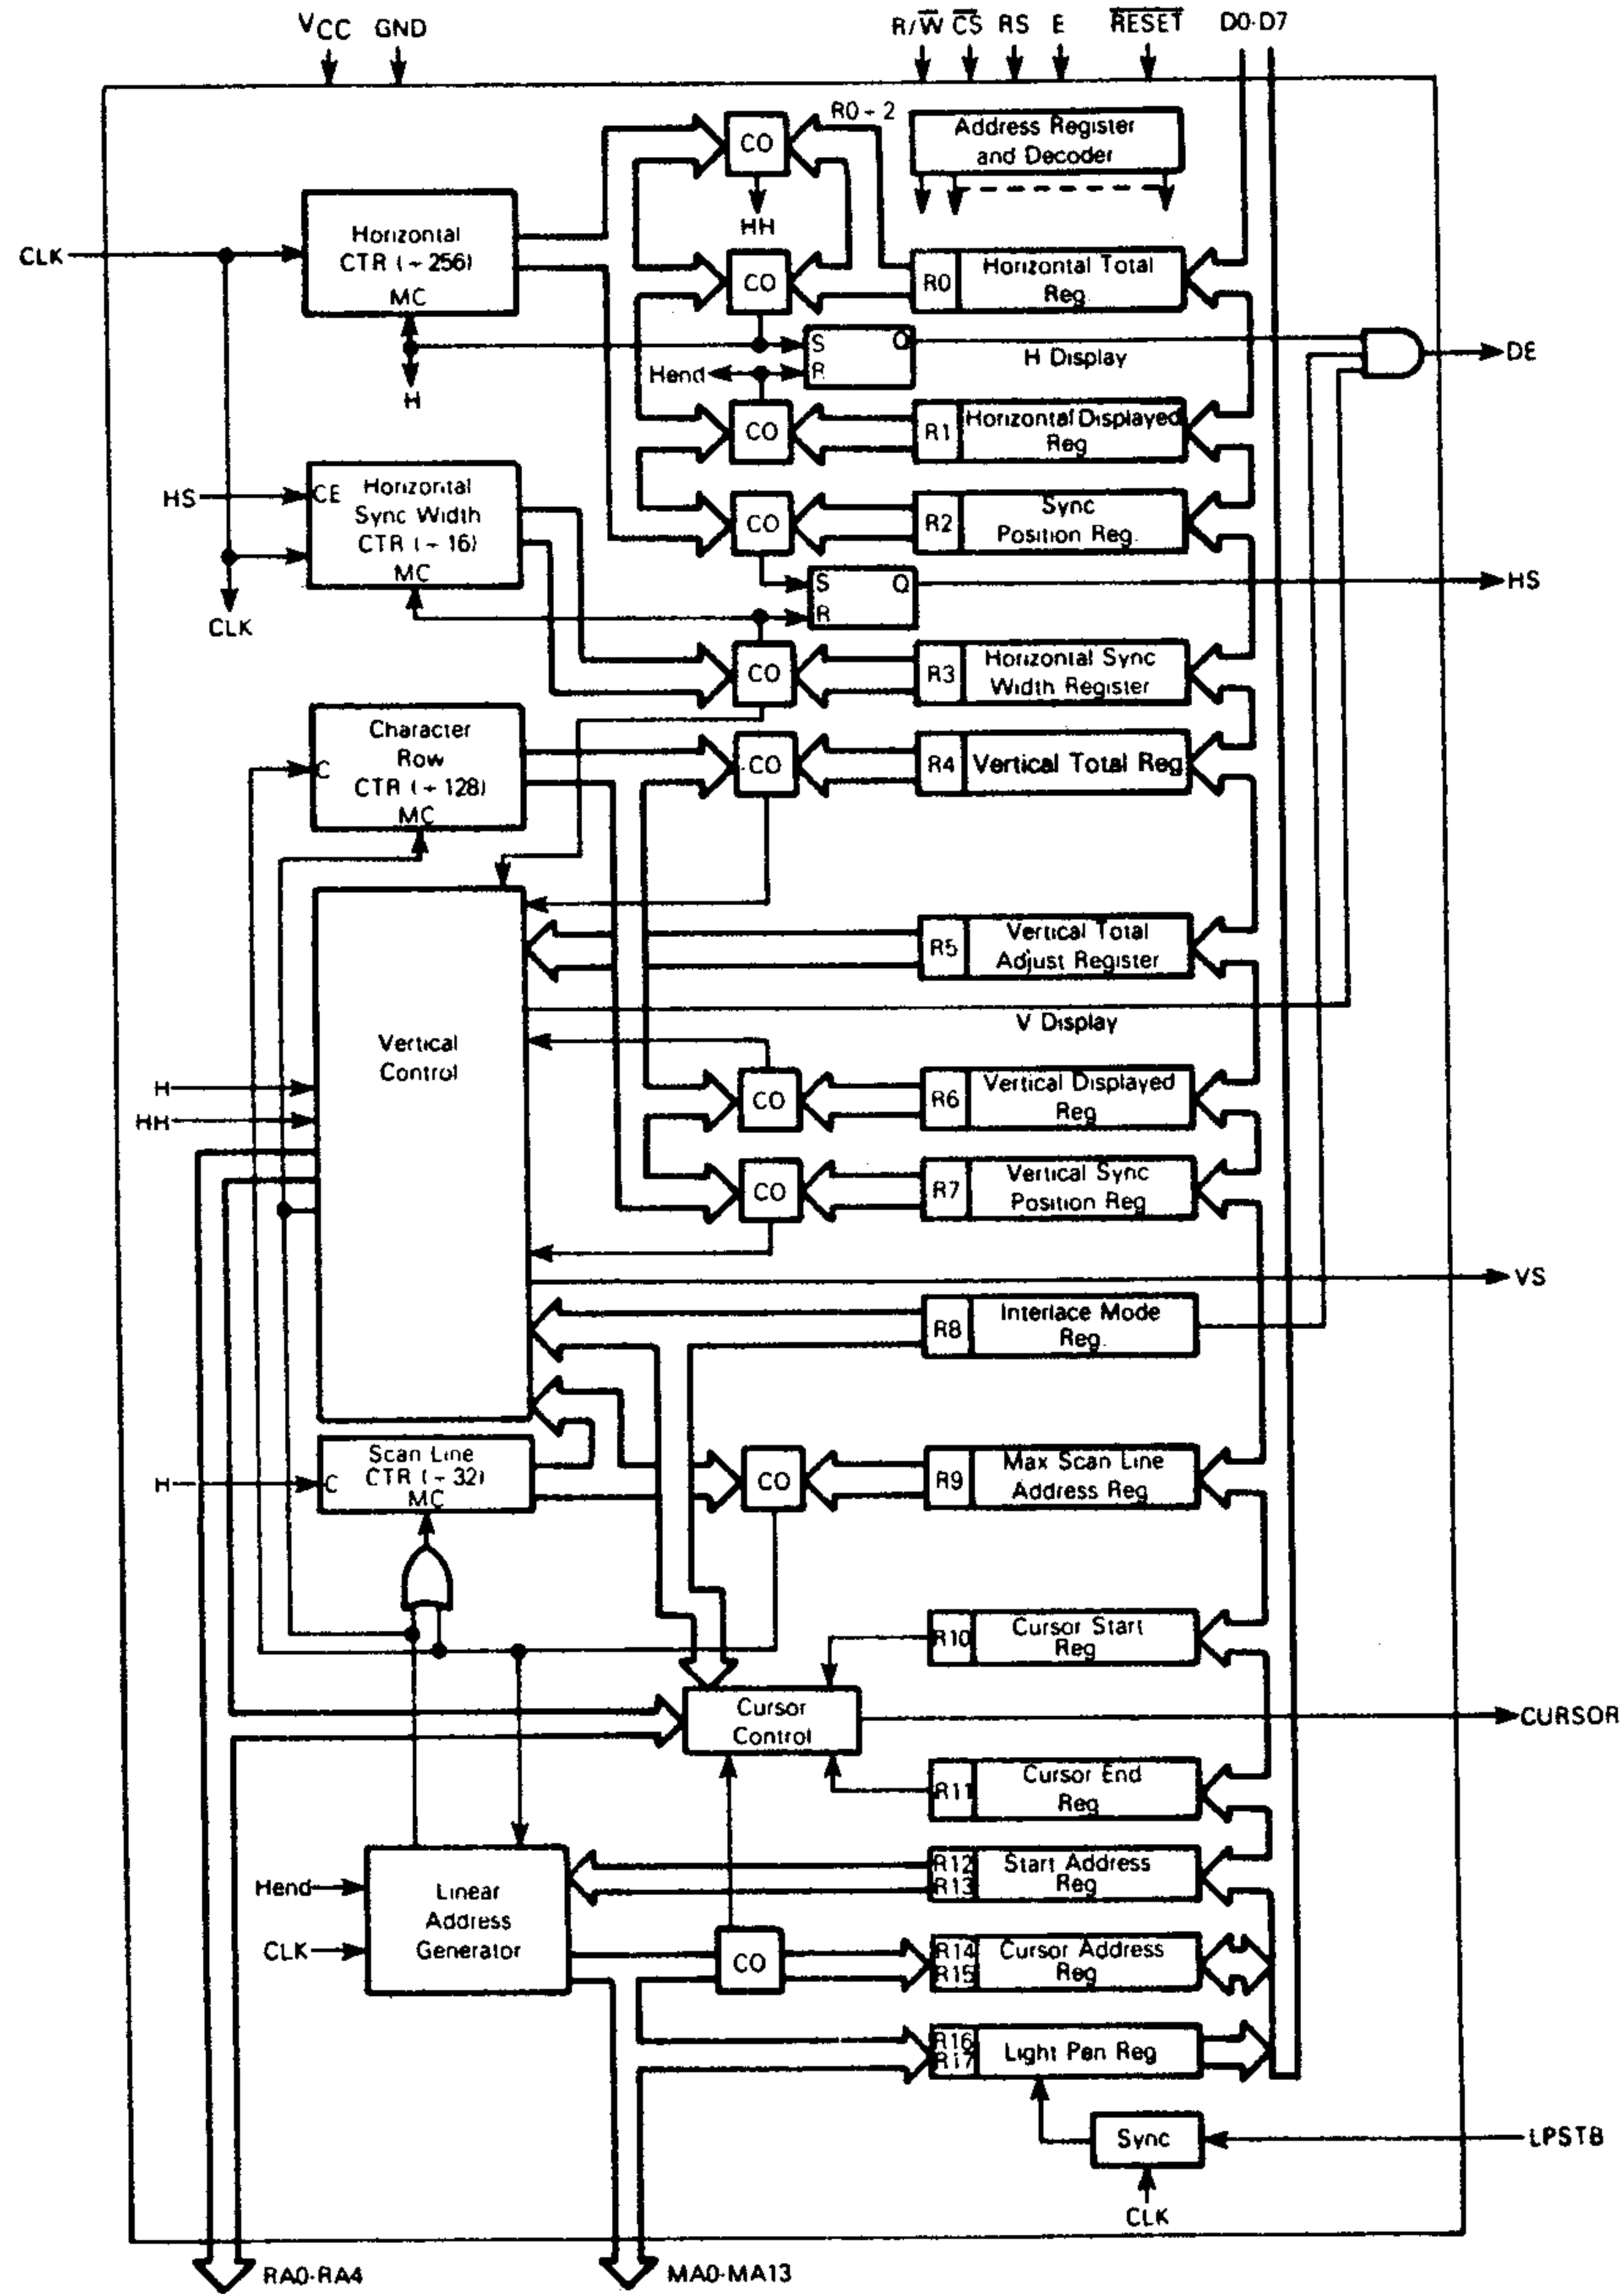 VCC GND R/W̅ C̅S̅ RS E R̅E̅S̅E̅T̅ D0-D7
R0÷2
CO
Address Register
and Decoder
HH
CLK
Horizontal
CTR (÷256)
MC
CO
R0
Horizontal Total
Reg.
S Q
R
H Display
DE
H
Hend
CO
R1
Horizontal Displayed
Reg
HS
CE
Horizontal
Sync Width
CTR (÷16)
MC
CO
R2
Sync
Position Reg.
S Q
R
HS
CLK
CO
R3
Horizontal Sync
Width Register
C
Character
Row
CTR (÷128)
MC
CO
R4
Vertical Total Reg
R5
Vertical Total
Adjust Register
V Display
Vertical
Control
H
HH
CO
R6
Vertical Displayed
Reg
CO
R7
Vertical Sync
Position Reg
VS
R8
Interlace Mode
Reg.
H
C
Scan Line
CTR (÷32)
MC
CO
R9
Max Scan Line
Address Reg
R10
Cursor Start
Reg
Cursor
Control
CURSOR
R11
Cursor End
Reg
Hend
CLK
Linear
Address
Generator
R12
R13
Start Address
Reg
CO
R14
R15
Cursor Address
Reg
R16
R17
Light Pen Reg
Sync
LPSTB
CLK
RA0-RA4
MA0-MA13